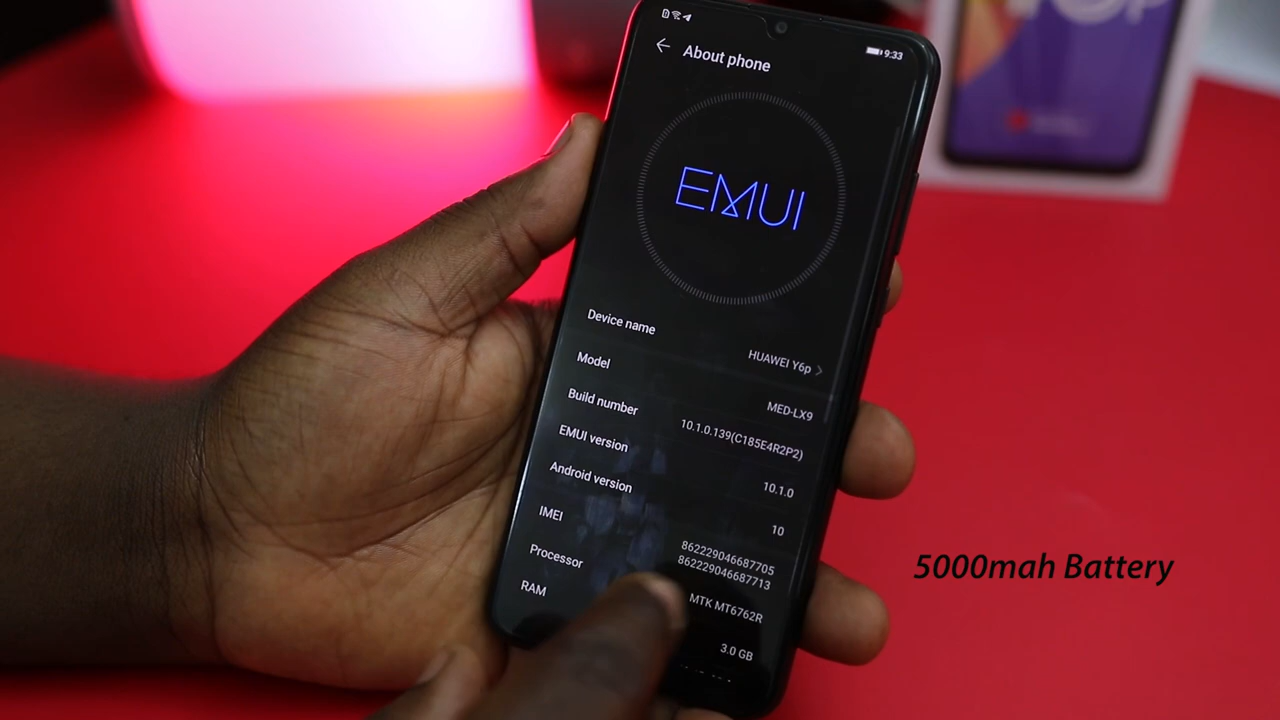 9:33
About phone
EMUI
Device name
HUAWEI Y6p
Model
MED-LX9
Build number
10.1.0.139(C185E4R2P2)
EMUI version
10.1.0
Android version
10
IMEI
862229046687705
862229046687713
Processor
MTK MT6762R
RAM
3.0 GB
5000mah Battery